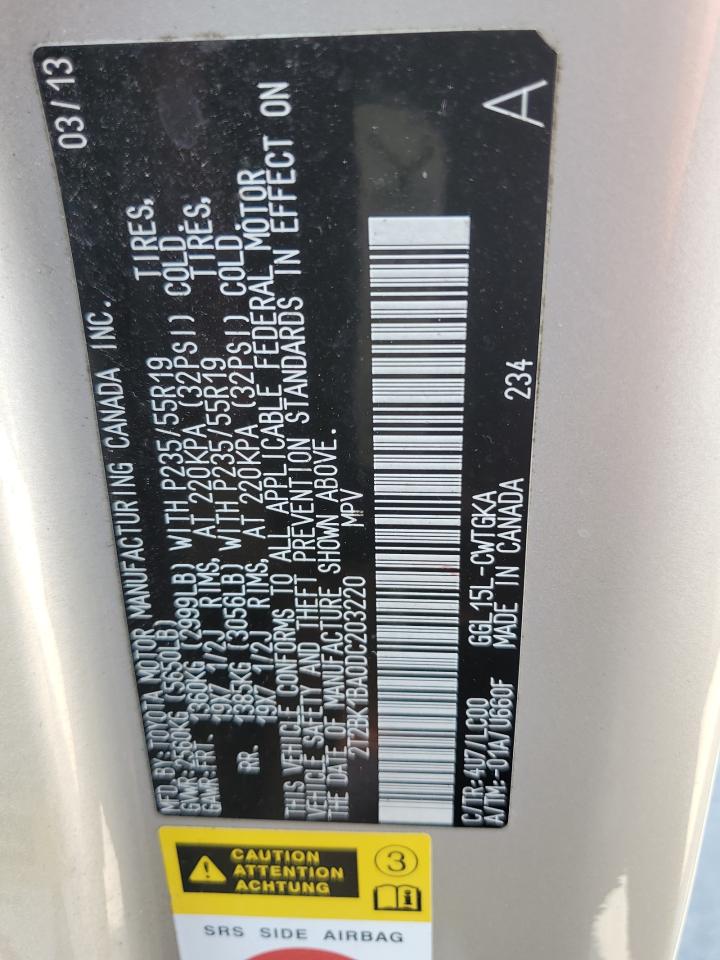 MFD. BY: TOYOTA MOTOR MANUFACTURING CANADA INC. 03/13
GVWR: 2560KG (5650LB)
GAWR: FRT. 1360KG (2999LB) WITH P235/55R19 TIRES,
19X7 1/2J RIMS, AT 220KPA (32PSI) COLD.
RR. 1385KG (3056LB) WITH P235/55R19 TIRES,
19X7 1/2J RIMS, AT 220KPA (32PSI) COLD.
THIS VEHICLE CONFORMS TO ALL APPLICABLE FEDERAL MOTOR
VEHICLE SAFETY AND THEFT PREVENTION STANDARDS IN EFFECT ON
THE DATE OF MANUFACTURE SHOWN ABOVE.
2T2BK1BA0DC203220 MPV
C/TR: 4U7/LC00 GGL15L-CWTGKA 234
A/TM: -01A/U660F MADE IN CANADA A
CAUTION
ATTENTION
ACHTUNG
3
SRS SIDE AIRBAG